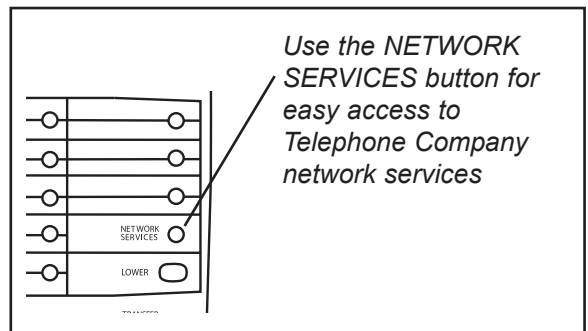 Use the NETWORK
SERVICES button for
easy access to
Telephone Company
network services
NETWORK
SERVICES
LOWER